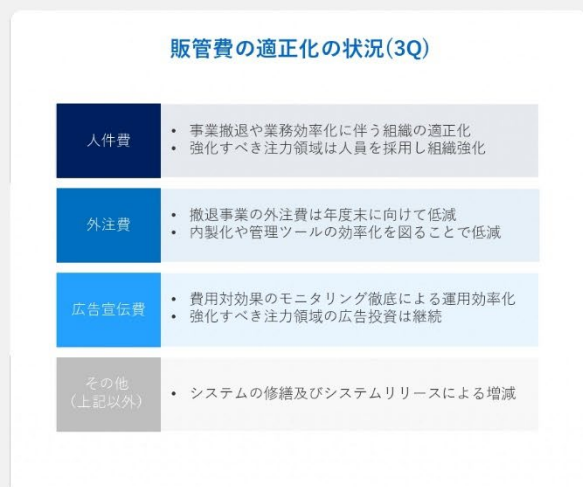 販管費の適正化の状況(3Q)
人件費
• 事業撤退や業務効率化に伴う組織の適正化
• 強化すべき注力領域は人員を採用し組織強化
外注費
• 撤退事業の外注費は年度末に向けて低減
• 内製化や管理ツールの効率化を図ることで低減
広告宣伝費
• 費用対効果のモニタリング徹底による運用効率化
• 強化すべき注力領域の広告投資は継続
その他
(上記以外)
• システムの修繕及びシステムリリースによる増減